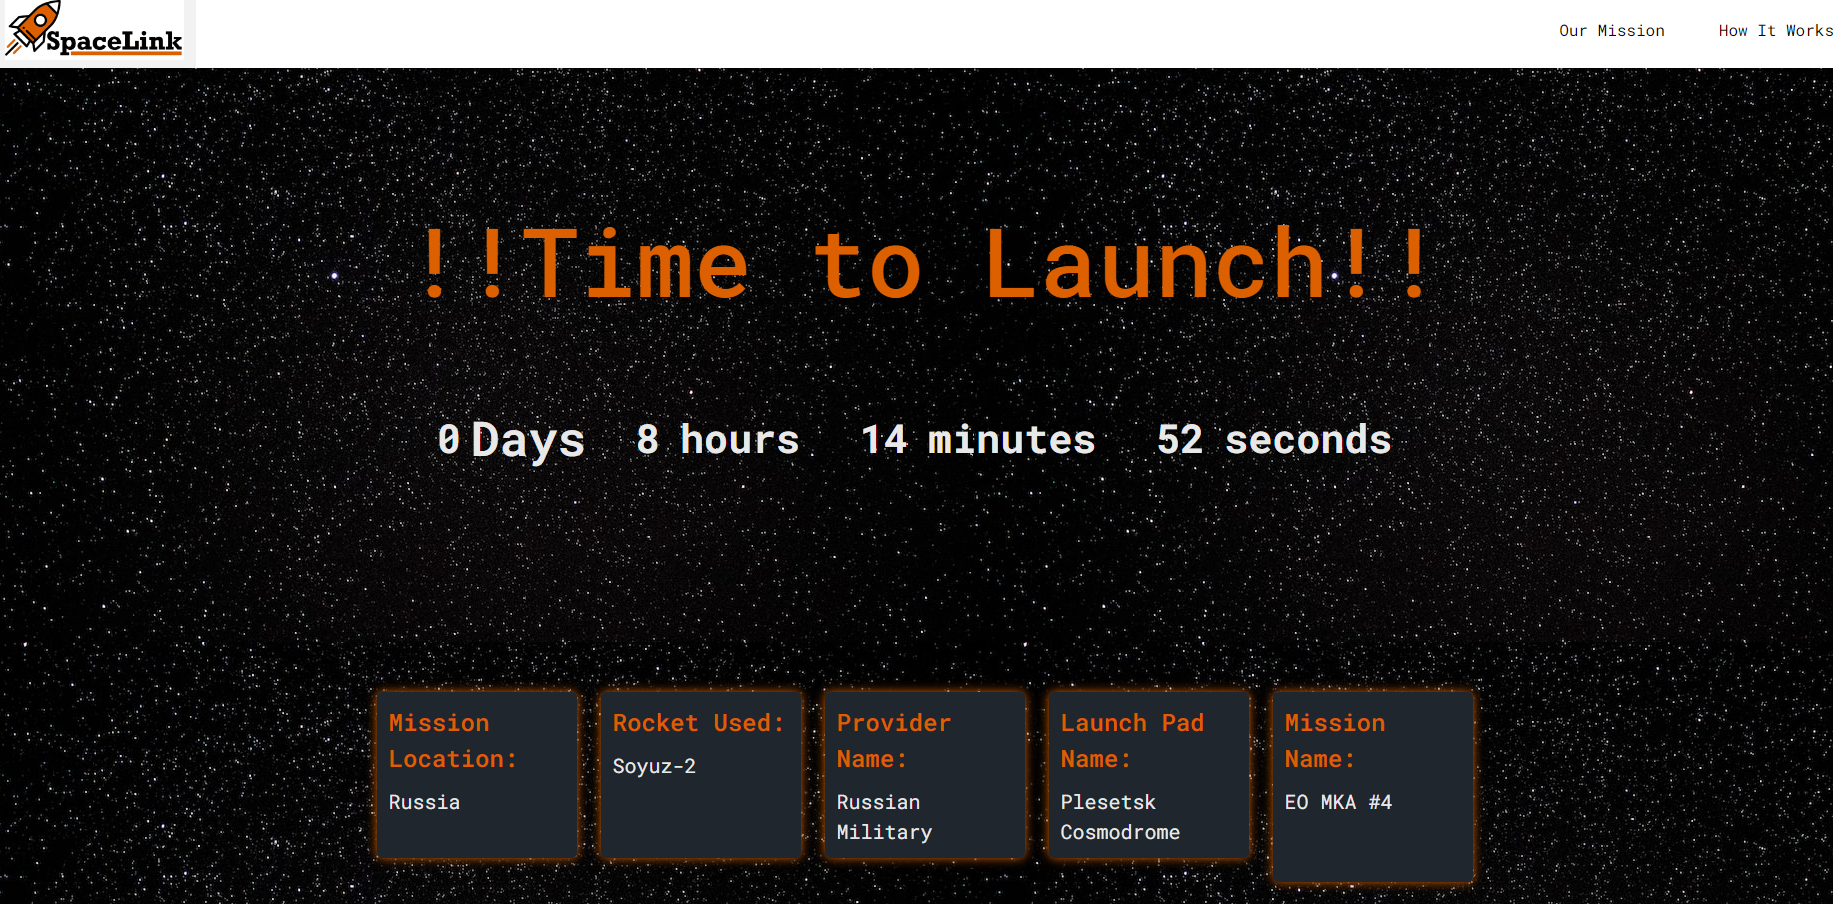 SpaceLink
Our Mission
How It Works
!!Time to Launch!!
0 Days 8 hours 14 minutes 52 seconds
Mission
Location:
Russia
Rocket Used:
Soyuz-2
Provider
Name:
Russian
Military
Launch Pad
Name:
Plesetsk
Cosmodrome
Mission
Name:
EO MKA #4